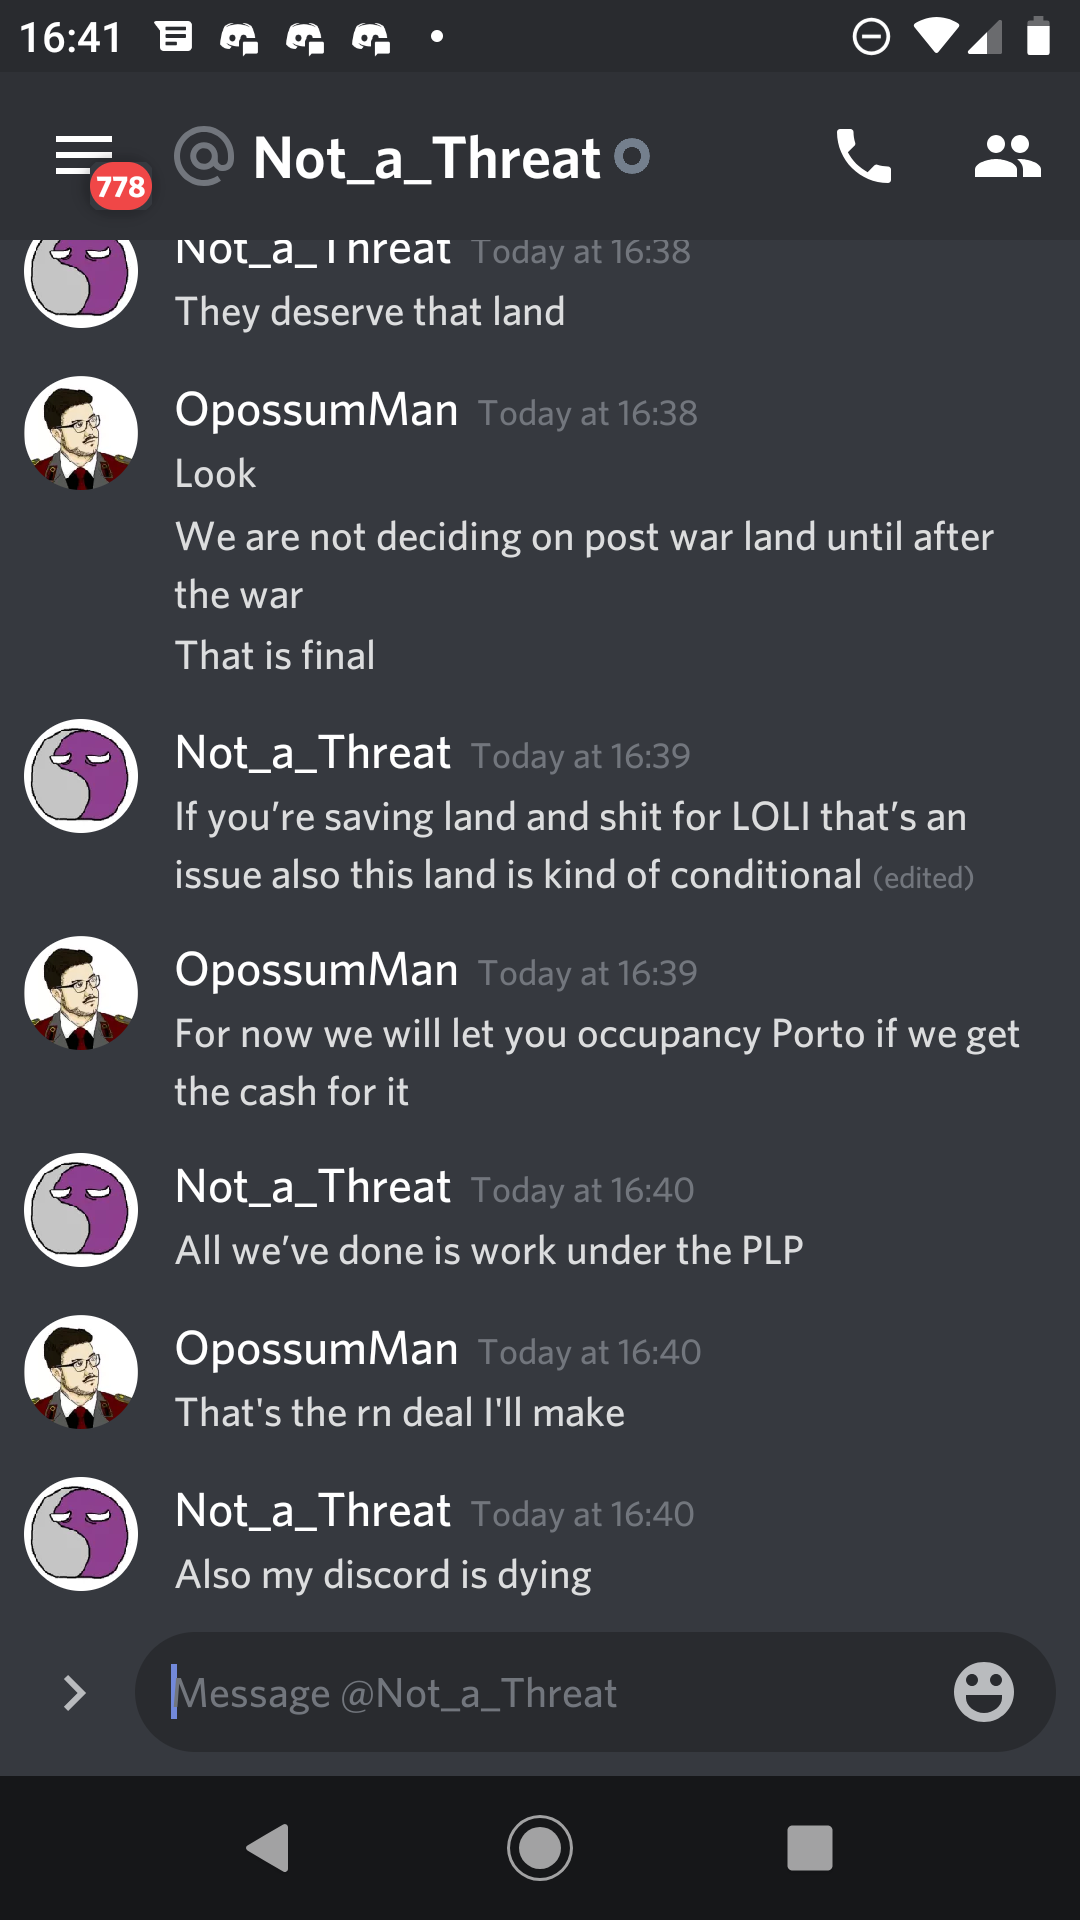 16:41
@ Not_a_Threat
778
Not_a_Threat Today at 16:38
They deserve that land
OpossumMan Today at 16:38
Look
We are not deciding on post war land until after
the war
That is final
Not_a_Threat Today at 16:39
If you’re saving land and shit for LOLI that’s an
issue also this land is kind of conditional (edited)
OpossumMan Today at 16:39
For now we will let you occupancy Porto if we get
the cash for it
Not_a_Threat Today at 16:40
All we’ve done is work under the PLP
OpossumMan Today at 16:40
That's the rn deal I'll make
Not_a_Threat Today at 16:40
Also my discord is dying
Message @Not_a_Threat